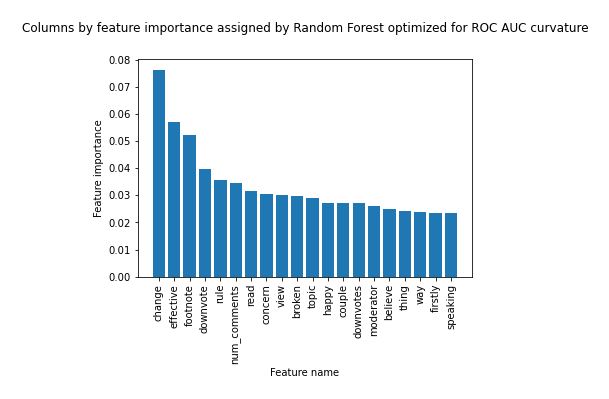 Columns by feature importance assigned by Random Forest optimized for ROC AUC curvature
0.08
0.07
0.06
0.05
0.04
0.03
0.02
0.01
0.00
Feature importance
change
effective
footnote
downvote
rule
num_comments
read
concern
view
broken
topic
happy
couple
downvotes
moderator
believe
thing
way
firstly
speaking
Feature name